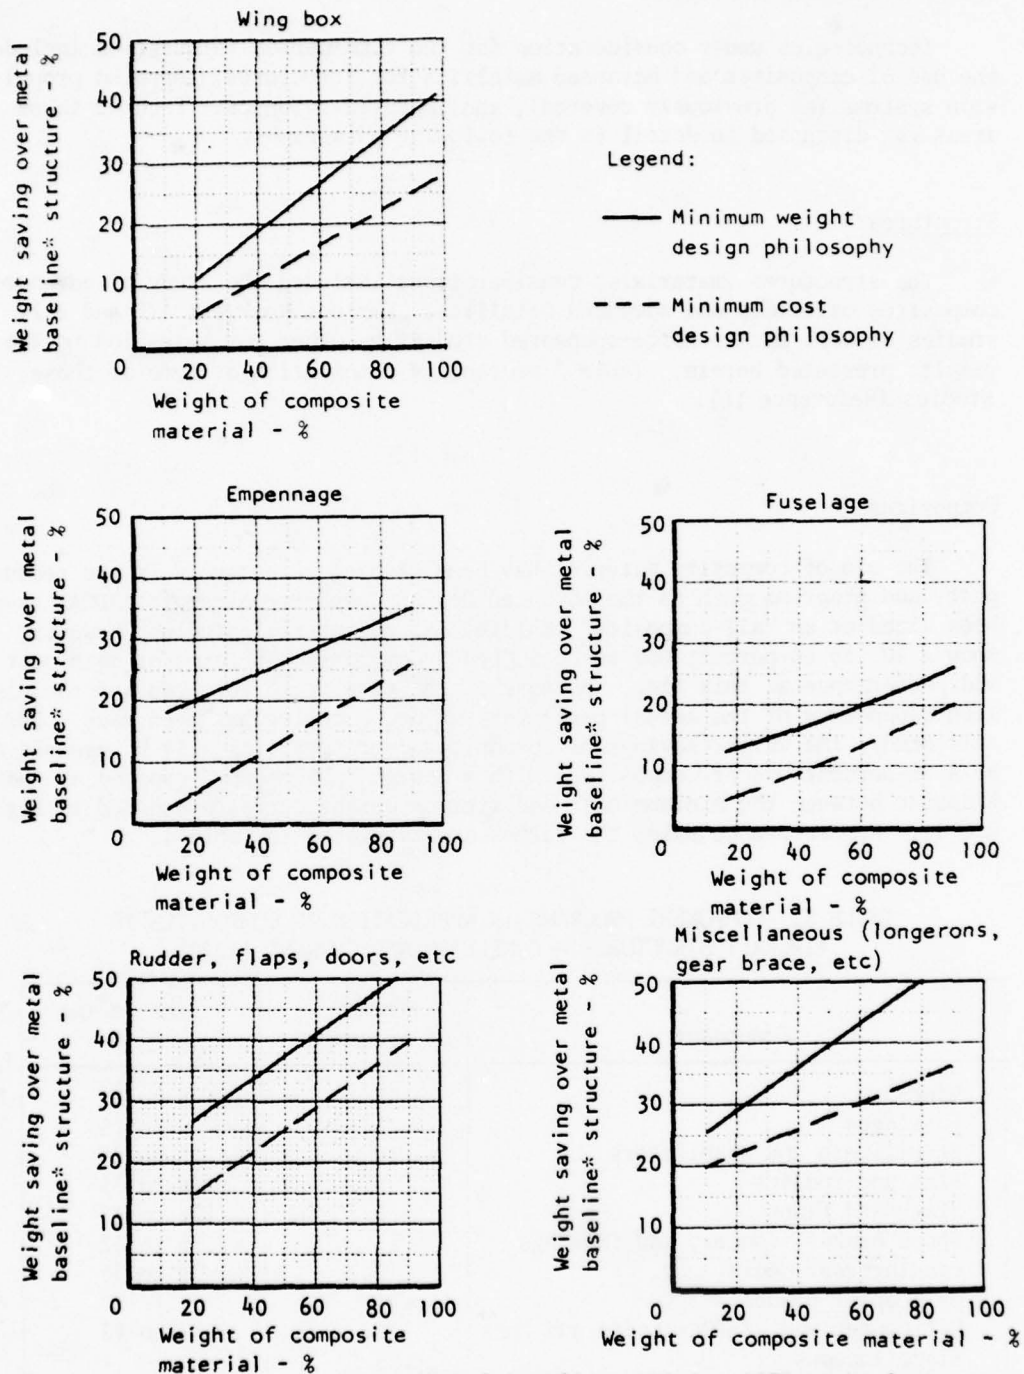 Wing box
Weight saving over metal
baseline* structure - %
50
40
30
20
10
0
20 40 60 80 100
Weight of composite
material - %
Legend:
Minimum weight
design philosophy
Minimum cost
design philosophy
Empennage
Weight saving over metal
baseline* structure - %
50
40
30
20
10
0
20 40 60 80 100
Weight of composite
material - %
Fuselage
Weight saving over metal
baseline* structure - %
50
40
30
20
10
0
20 40 60 80 100
Weight of composite
material - %
Rudder, flaps, doors, etc
Weight saving over metal
baseline* structure - %
50
40
30
20
10
0
20 40 60 80 100
Weight of composite
material - %
Miscellaneous (longerons,
gear brace, etc)
Weight saving over metal
baseline* structure - %
50
40
30
20
10
0
20 40 60 80 100
Weight of composite material - %